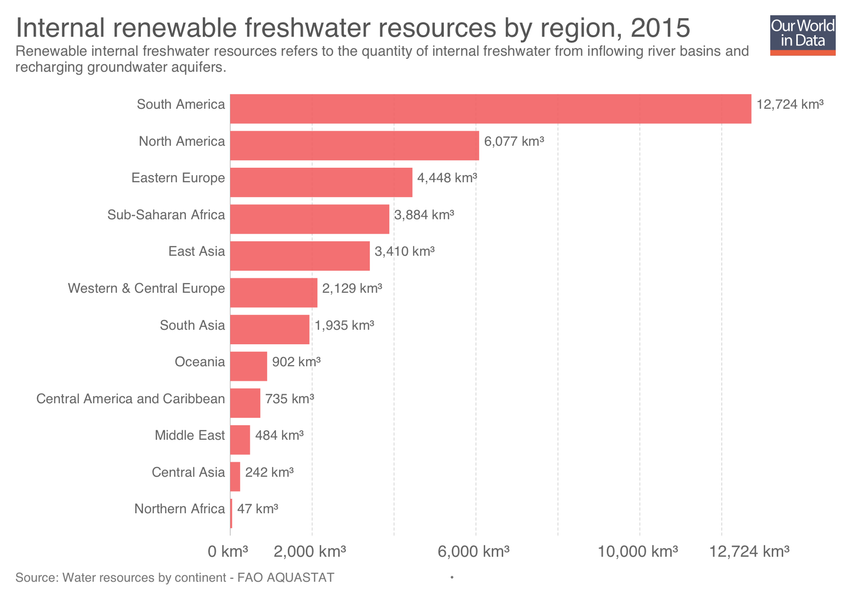 Internal renewable freshwater resources by region, 2015
Our World
in Data
Renewable internal freshwater resources refers to the quantity of internal freshwater from inflowing river basins and
recharging groundwater aquifers.
South America 12,724 km³
North America 6,077 km³
Eastern Europe 4,448 km³
Sub-Saharan Africa 3,884 km³
East Asia 3,410 km³
Western & Central Europe 2,129 km³
South Asia 1,935 km³
Oceania 902 km³
Central America and Caribbean 735 km³
Middle East 484 km³
Central Asia 242 km³
Northern Africa 47 km³
0 km³ 2,000 km³ 6,000 km³ 10,000 km³ 12,724 km³
Source: Water resources by continent - FAO AQUASTAT